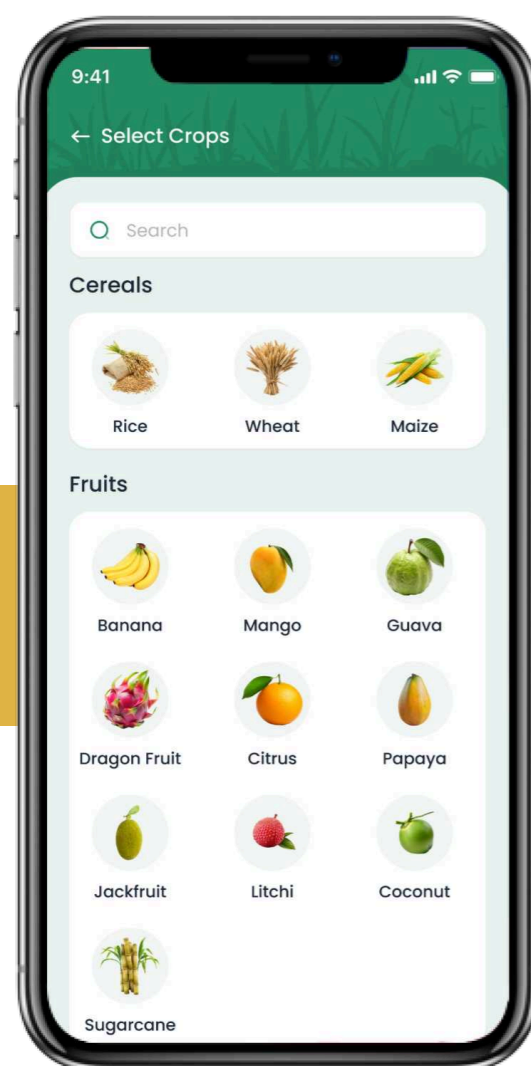 9:41
← Select Crops
Search
Cereals
Rice Wheat Maize
Fruits
Banana Mango Guava
Dragon Fruit Citrus Papaya
Jackfruit Litchi Coconut
Sugarcane